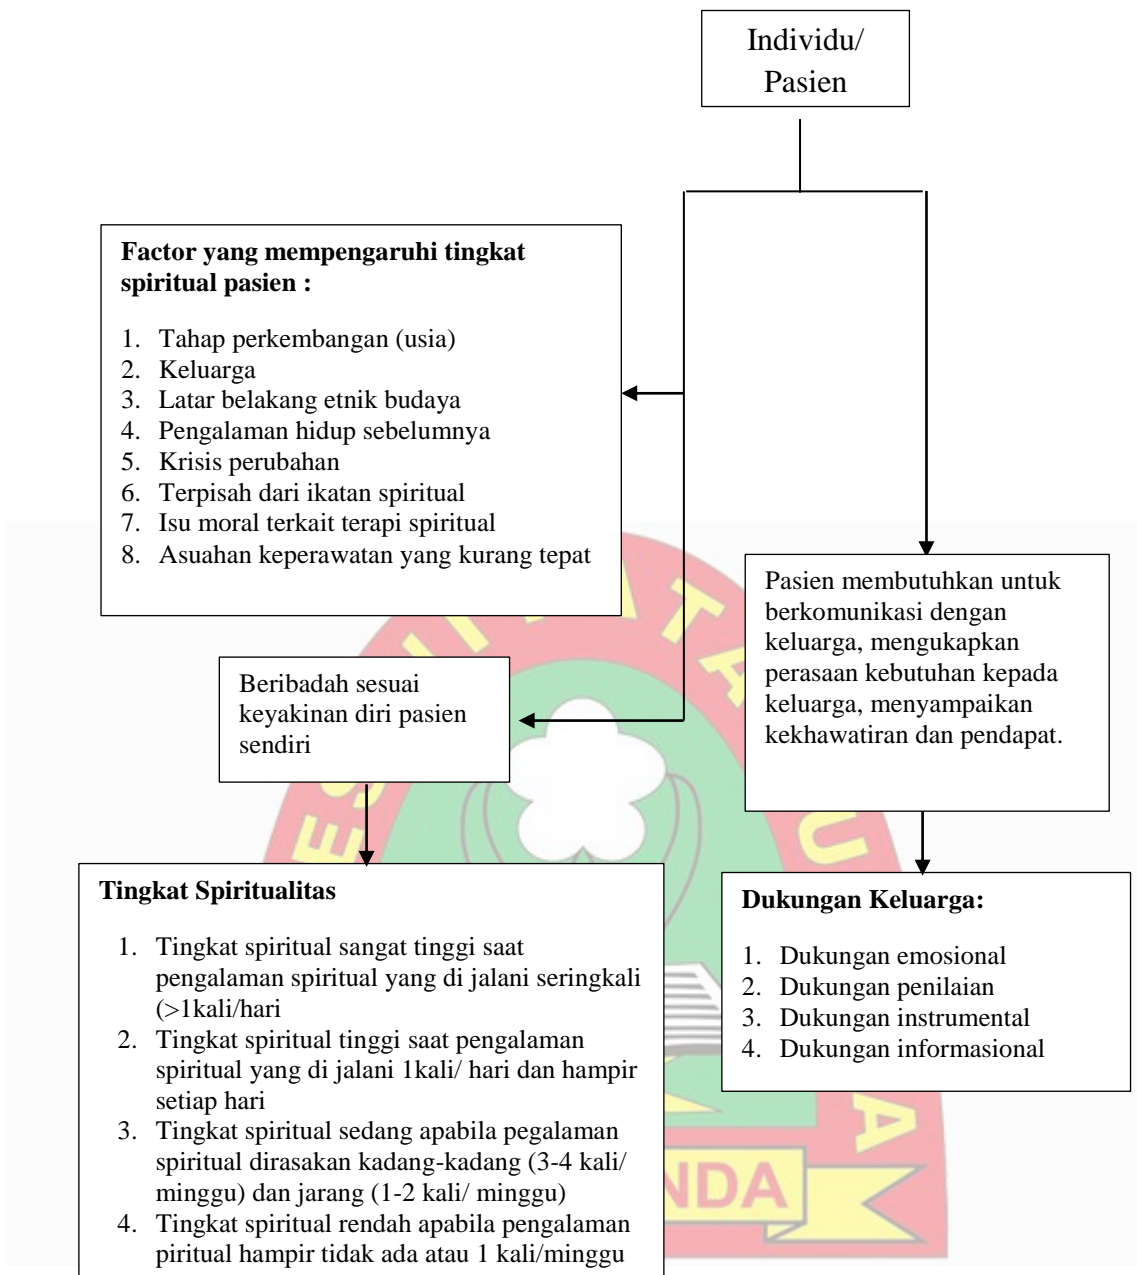 Individu/
Pasien
Factor yang mempengaruhi tingkat
spiritual pasien :
1. Tahap perkembangan (usia)
2. Keluarga
3. Latar belakang etnik budaya
4. Pengalaman hidup sebelumnya
5. Krisis perubahan
6. Terpisah dari ikatan spiritual
7. Isu moral terkait terapi spiritual
8. Asuahan keperawatan yang kurang tepat
Pasien membutuhkan untuk
berkomunikasi dengan
keluarga, mengukapkan
perasaan kebutuhan kepada
keluarga, menyampaikan
kekhawatiran dan pendapat.
Beribadah sesuai
keyakinan diri pasien
sendiri
Tingkat Spiritualitas
1. Tingkat spiritual sangat tinggi saat
pengalaman spiritual yang di jalani seringkali
(>1kali/hari
2. Tingkat spiritual tinggi saat pengalaman
spiritual yang di jalani 1kali/ hari dan hampir
setiap hari
3. Tingkat spiritual sedang apabila pegalaman
spiritual dirasakan kadang-kadang (3-4 kali/
minggu) dan jarang (1-2 kali/ minggu)
4. Tingkat spiritual rendah apabila pengalaman
piritual hampir tidak ada atau 1 kali/minggu
Dukungan Keluarga:
1. Dukungan emosional
2. Dukungan penilaian
3. Dukungan instrumental
4. Dukungan informasional